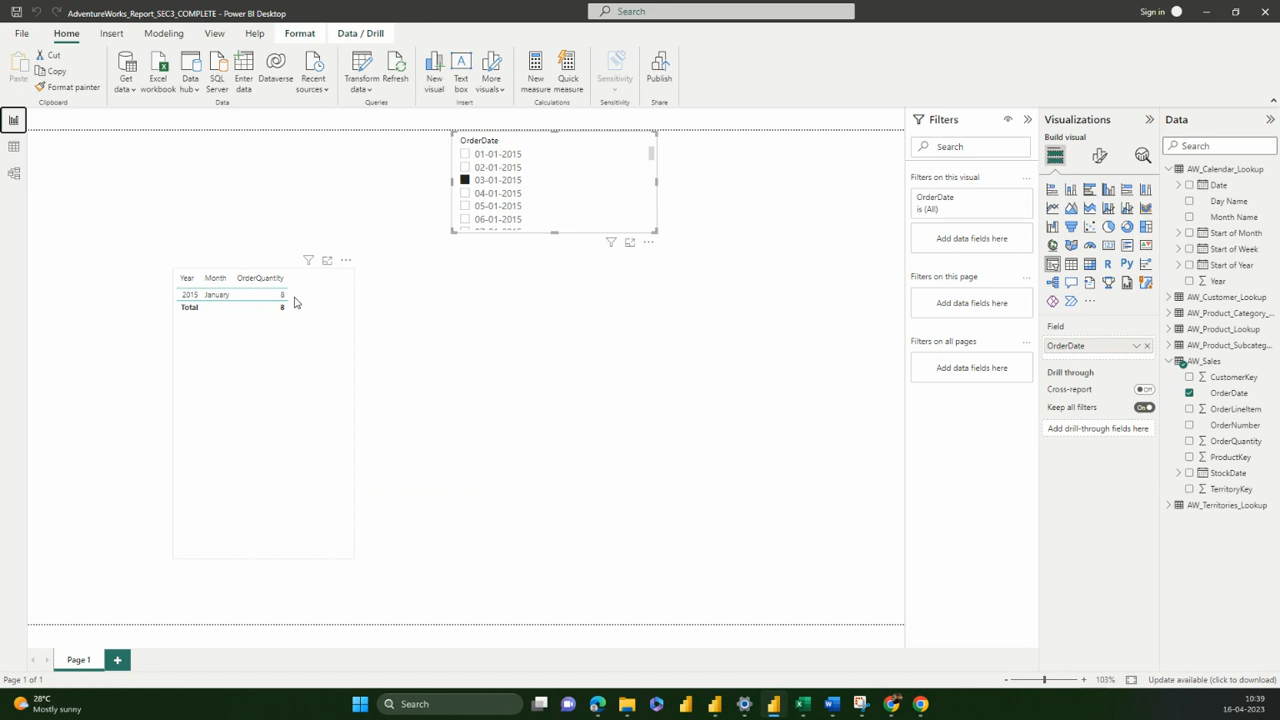 AdventureWorks_Report_SEC3_COMPLETE - Power BI Desktop
Search
Sign in
File Home Insert Modeling View Help Format Data / Drill
Paste
Cut
Copy
Format painter
Clipboard
Get data
Excel workbook
Data hub
SQL Server
Enter data
Dataverse
Recent sources
Data
Transform data
Refresh
Queries
New visual
Text box
More visuals
Insert
New measure
Quick measure
Calculations
Sensitivity
Sensitivity
Publish
Share
OrderDate
01-01-2015
02-01-2015
03-01-2015
04-01-2015
05-01-2015
06-01-2015
Year Month OrderQuantity
2015 January 8
Total 8
Filters
Search
Filters on this visual
OrderDate
is (All)
Add data fields here
Filters on this page
Add data fields here
Filters on all pages
Add data fields here
Visualizations
Build visual
R Py
Field
OrderDate
Drill through
Cross-report Off
Keep all filters On
Add drill-through fields here
Data
Search
AW_Calendar_Lookup
Date
Day Name
Month Name
Start of Month
Start of Week
Start of Year
Year
AW_Customer_Lookup
AW_Product_Category_...
AW_Product_Lookup
AW_Product_Subcateg...
AW_Sales
CustomerKey
OrderDate
OrderLineItem
OrderNumber
OrderQuantity
ProductKey
StockDate
TerritoryKey
AW_Territories_Lookup
Page 1
Page 1 of 1
103%
Update available (click to download)
28°C
Mostly sunny
Search
10:39
16-04-2023